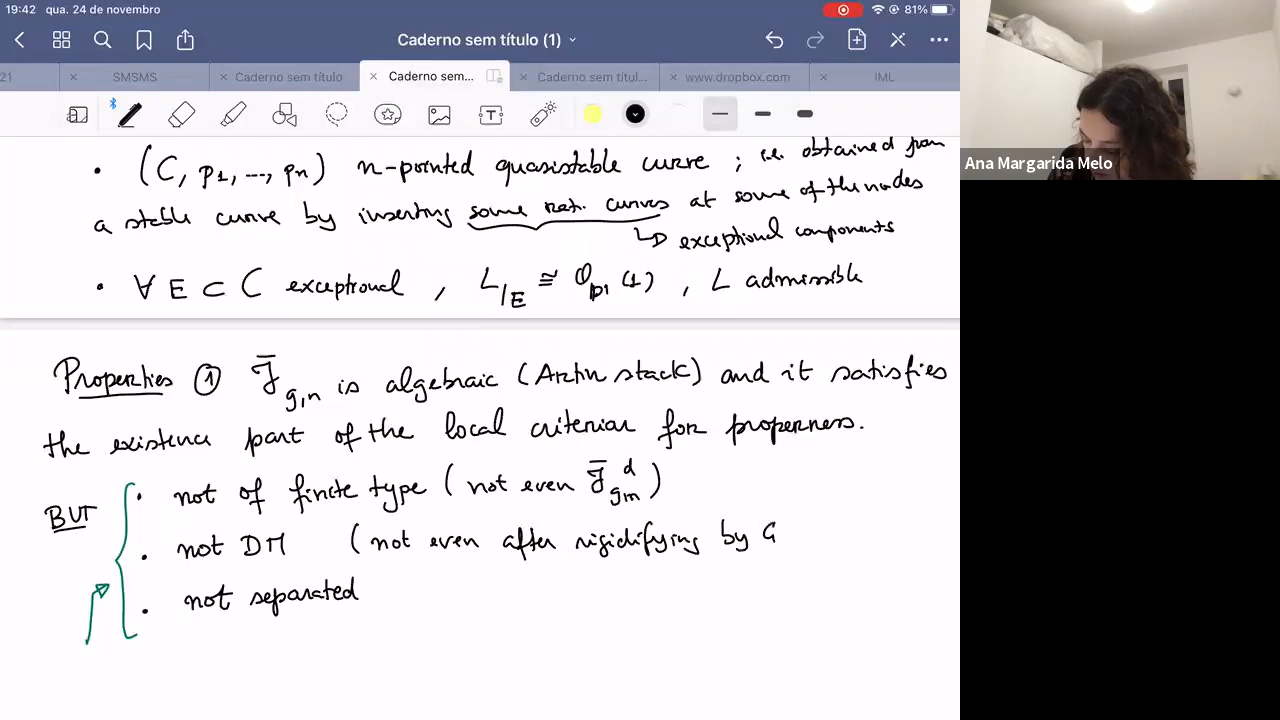 19:42 qua. 24 de novembro
81%
Caderno sem título (1)
21
SMSMS
Caderno sem título
Caderno sem...
Caderno sem títul...
www.dropbox.com
IML
Ana Margarida Melo
• (C, p1, ..., pn) n-pointed quasistable curve ; i.e. obtained from
a stable curve by inserting some rat. curves at some of the nodes
↳ exceptional components
• ∀ E ⊂ C exceptional , L/E ≅ O_P1 (1) , L admissible
Properties ① J̄_g,n is algebraic (Artin stack) and it satisfies
the existence part of the local criterion for properness.
BUT
• not of finite type ( not even J̄^d_g,n )
• not DM ( not even after rigidifying by G
• not separated